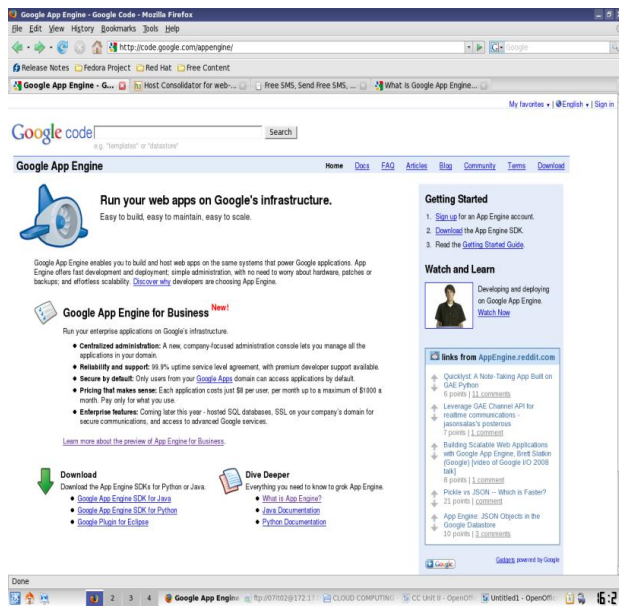 Google App Engine - Google Code - Mozilla Firefox
File Edit View History Bookmarks Tools Help
http://code.google.com/appengine/
Google
Release Notes Fedora Project Red Hat Free Content
Google App Engine - G... Host Consolidator for web-... Free SMS, Send Free SMS, ... What Is Google App Engine...
My favorites ▾ | English ▾ | Sign in
Google code
Search
e.g. "templates" or "datastore"
Google App Engine Home Docs FAQ Articles Blog Community Terms Download
Run your web apps on Google's infrastructure.
Easy to build, easy to maintain, easy to scale.
Google App Engine enables you to build and host web apps on the same systems that power Google applications. App
Engine offers fast development and deployment; simple administration, with no need to worry about hardware, patches or
backups; and effortless scalability. Discover why developers are choosing App Engine.
Google App Engine for Business New!
Run your enterprise applications on Google's infrastructure.
Centralized administration: A new, company-focused administration console lets you manage all the
applications in your domain.
Reliability and support: 99.9% uptime service level agreement, with premium developer support available.
Secure by default: Only users from your Google Apps domain can access applications by default.
Pricing that makes sense: Each application costs just $8 per user, per month up to a maximum of $1000 a
month. Pay only for what you use.
Enterprise features: Coming later this year - hosted SQL databases, SSL on your company's domain for
secure communications, and access to advanced Google services.
Learn more about the preview of App Engine for Business.
Download
Download the App Engine SDKs for Python or Java.
Google App Engine SDK for Java
Google App Engine SDK for Python
Google Plugin for Eclipse
Dive Deeper
Everything you need to know to grok App Engine.
What is App Engine?
Java Documentation
Python Documentation
Getting Started
1. Sign up for an App Engine account.
2. Download the App Engine SDK.
3. Read the Getting Started Guide.
Watch and Learn
Developing and deploying
on Google App Engine.
Watch Now
links from AppEngine.reddit.com
Quicklyst: A Note-Taking App Built on
GAE Python
6 points | 11 comments
Leverage GAE Channel API for
realtime communications -
jasonsalas's posterous
7 points | 1 comment
Building Scalable Web Applications
with Google App Engine, Brett Slatkin
(Google) [video of Google I/O 2008
talk]
8 points | 1 comment
Pickle vs JSON -- Which is Faster?
21 points | comment
App Engine: JSON Objects in the
Google Datastore
10 points | 3 comments
Google
Gadgets powered by Google
Done
2 3 4 Google App Engine ftp://07it02@172.1 CLOUD COMPUTING - CC Unit II - OpenOffi Untitled1 - OpenOffic